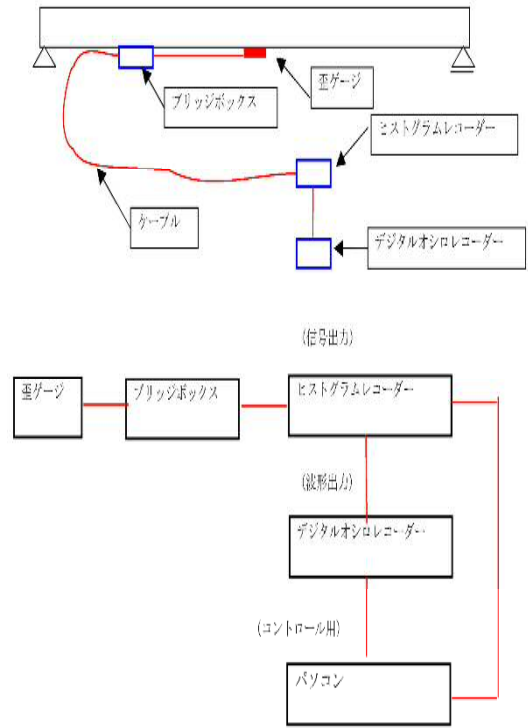 ブリッジボックス
歪ゲージ
ヒストグラムレコーダー
ケーブル
デジタルオシロレコーダー
(信号出力)
歪ゲージ
ブリッジボックス
ヒストグラムレコーダー
(波形出力)
デジタルオシロレコーダー
(コントロール用)
パソコン